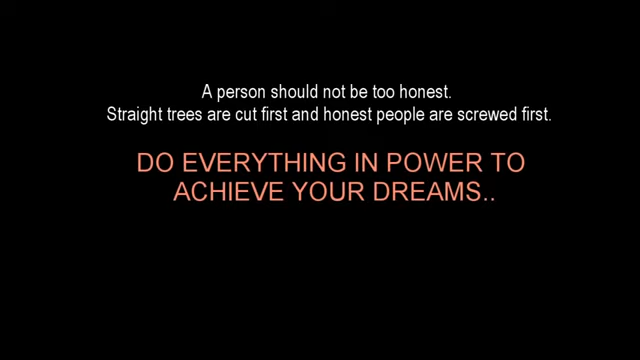 A person should not be too honest.
Straight trees are cut first and honest people are screwed first.
DO EVERYTHING IN POWER TO
ACHIEVE YOUR DREAMS..